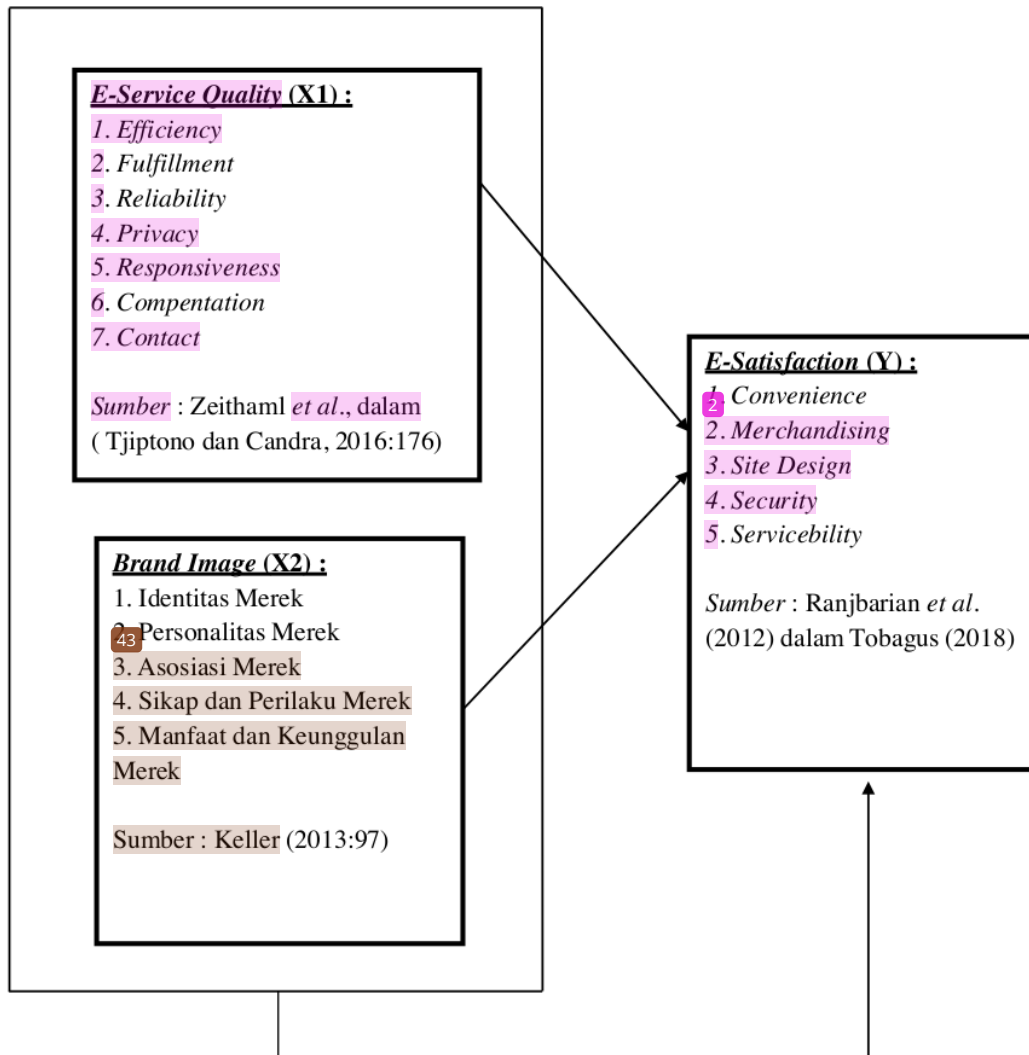 E-Service Quality (X1) :
1. Efficiency
2. Fulfillment
3. Reliability
4. Privacy
5. Responsiveness
6. Compentation
7. Contact
Sumber : Zeithaml et al., dalam
( Tjiptono dan Candra, 2016:176)
Brand Image (X2) :
1. Identitas Merek
2. Personalitas Merek
43
3. Asosiasi Merek
4. Sikap dan Perilaku Merek
5. Manfaat dan Keunggulan
Merek
Sumber : Keller (2013:97)
E-Satisfaction (Y) :
1. Convenience
2
2. Merchandising
3. Site Design
4. Security
5. Servicebility
Sumber : Ranjbarian et al.
(2012) dalam Tobagus (2018)